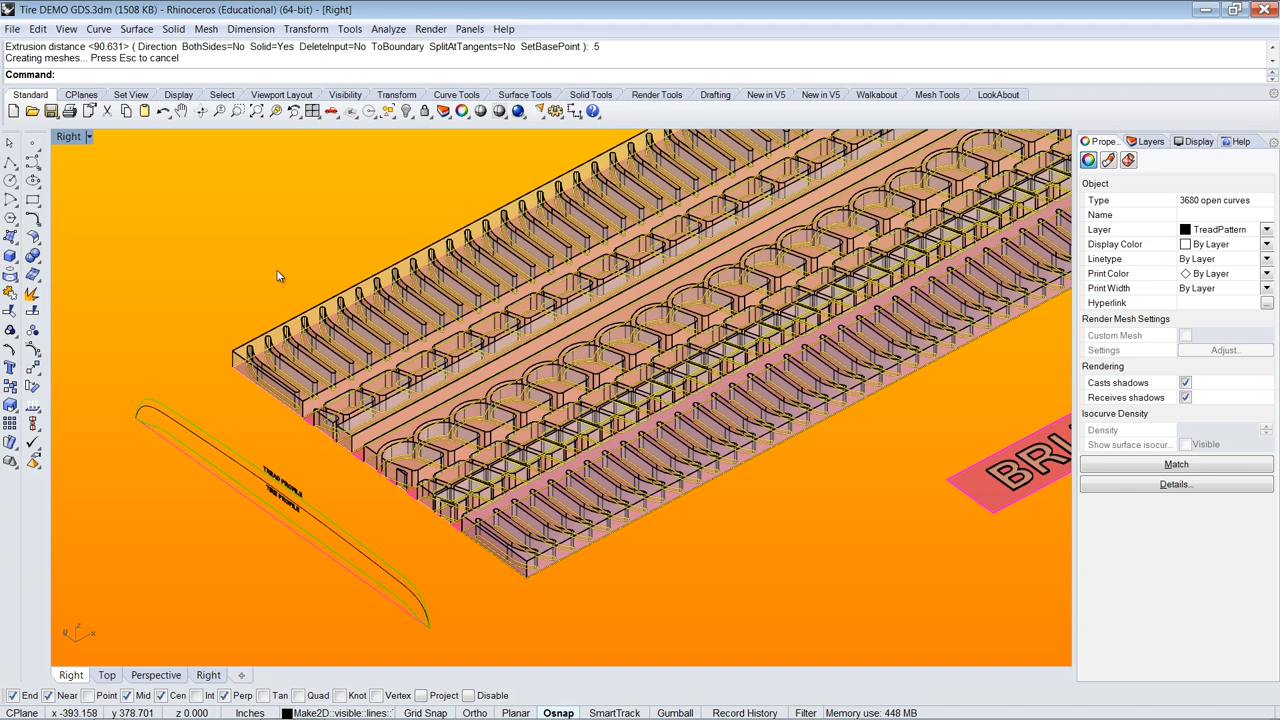 Tire DEMO GDS.3dm (1508 KB) - Rhinoceros (Educational) (64-bit) - [Right]
File Edit View Curve Surface Solid Mesh Dimension Transform Tools Analyze Render Panels Help
Extrusion distance <90.631> ( Direction BothSides=No Solid=Yes DeleteInput=No ToBoundary SplitAtTangents=No SetBasePoint ): .5
Creating meshes... Press Esc to cancel
Command:
Standard CPlanes Set View Display Select Viewport Layout Visibility Transform Curve Tools Surface Tools Solid Tools Render Tools Drafting New in V5 New in V5 Walkabout Mesh Tools LookAbout
Right
Prope... Layers Display Help
Object
Type 3680 open curves
Name
Layer TreadPattern
Display Color By Layer
Linetype By Layer
Print Color By Layer
Print Width By Layer
Hyperlink ...
Render Mesh Settings
Custom Mesh
Settings Adjust...
Rendering
Casts shadows
Receives shadows
Isocurve Density
Density
Show surface isocur... Visible
Match
Details...
TREAD PROFILE
TIRE PROFILE
BRI
z
y x
Right Top Perspective Right
End Near Point Mid Cen Int Perp Tan Quad Knot Vertex Project Disable
CPlane x -393.158 y 378.701 z 0.000 Inches Make2D::visible::lines:: Grid Snap Ortho Planar Osnap SmartTrack Gumball Record History Filter Memory use: 448 MB